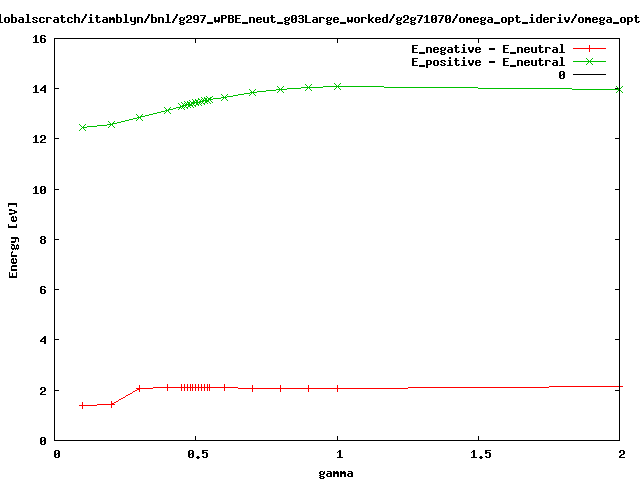 lobalscratch/itamblyn/bnl/g297_wPBE_neut_g03Large_worked/g2g71070/omega_opt_ideriv/omega_opt
16
14
12
10
8
6
4
2
0
Energy [eV]
E_negative - E_neutral
E_positive - E_neutral
0
0 0.5 1 1.5 2
gamma